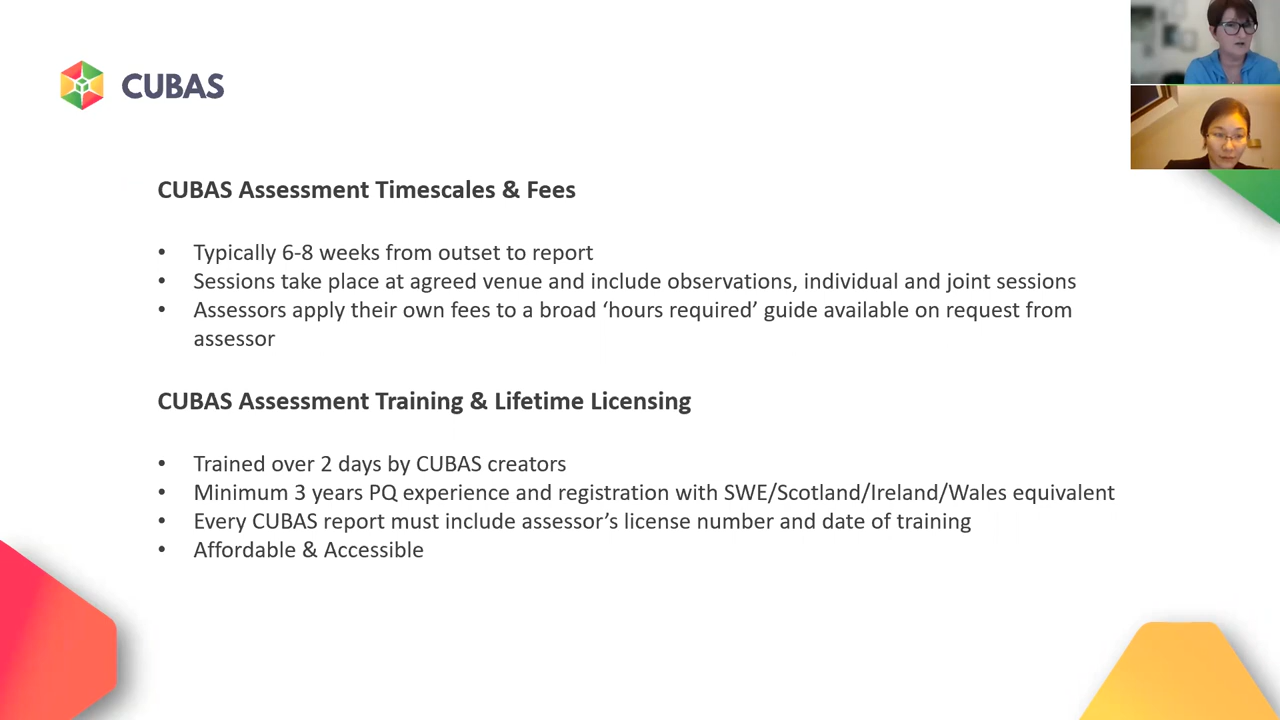 CUBAS
CUBAS Assessment Timescales & Fees
• Typically 6-8 weeks from outset to report
• Sessions take place at agreed venue and include observations, individual and joint sessions
• Assessors apply their own fees to a broad ‘hours required’ guide available on request from
assessor
CUBAS Assessment Training & Lifetime Licensing
• Trained over 2 days by CUBAS creators
• Minimum 3 years PQ experience and registration with SWE/Scotland/Ireland/Wales equivalent
• Every CUBAS report must include assessor’s license number and date of training
• Affordable & Accessible